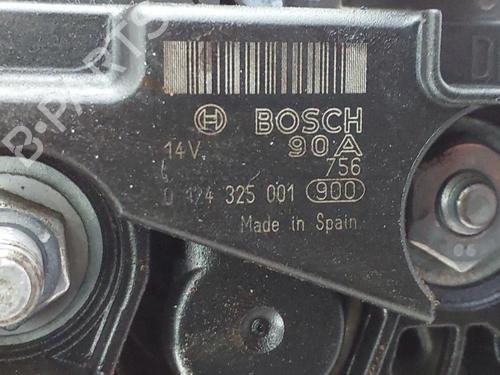 B-PARTS
BOSCH
14V
90A
756
0 124 325 001 900
Made in Spain